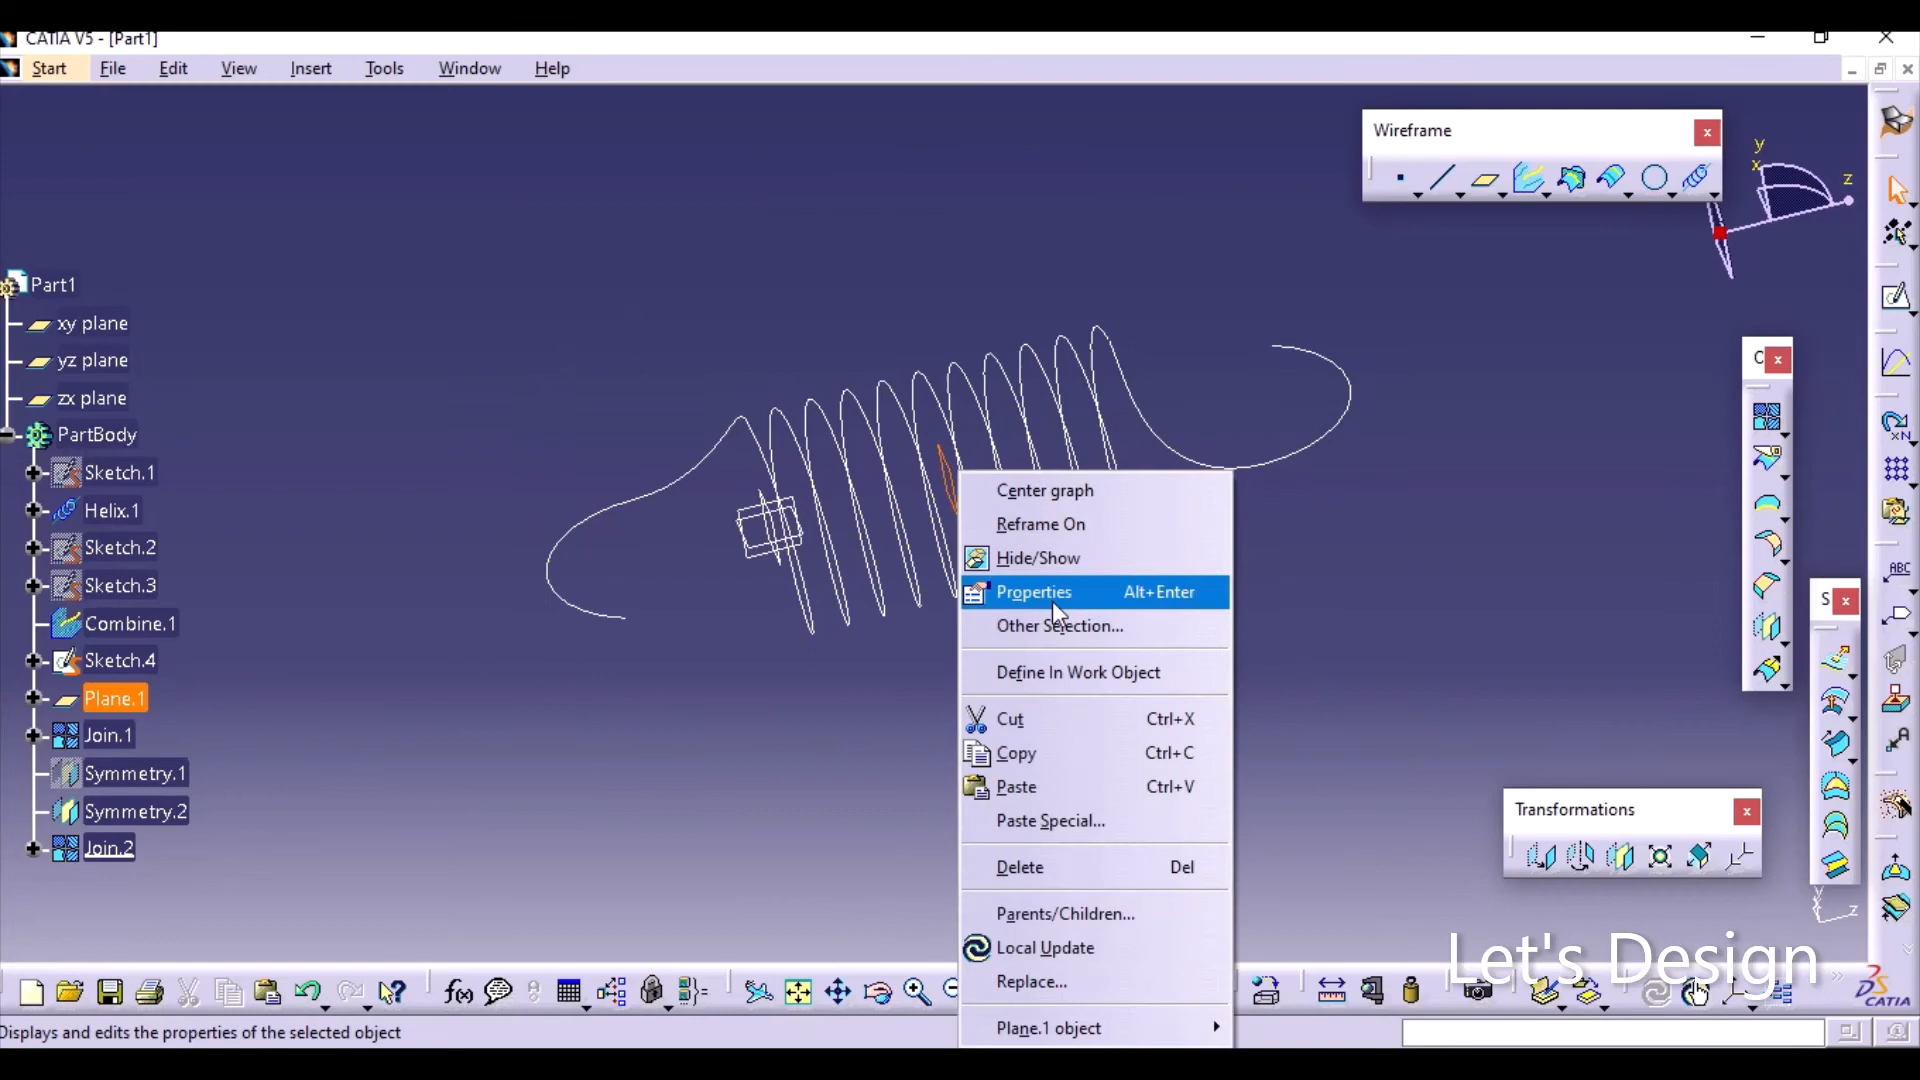 CATIA V5 - [Part1]
Start File Edit View Insert Tools Window Help
Wireframe
y
x
z
Part1
xy plane
yz plane
zx plane
PartBody
Sketch.1
Helix.1
Sketch.2
Sketch.3
Combine.1
Sketch.4
Plane.1
Join.1
Symmetry.1
Symmetry.2
Join.2
Center graph
Reframe On
Hide/Show
Properties Alt+Enter
Other Selection...
Define In Work Object
Cut Ctrl+X
Copy Ctrl+C
Paste Ctrl+V
Paste Special...
Delete Del
Parents/Children...
Local Update
Replace...
Plane.1 object
S
Transformations
ABC
y
z
Let's Design
DS
CATIA
f(x)
Displays and edits the properties of the selected object